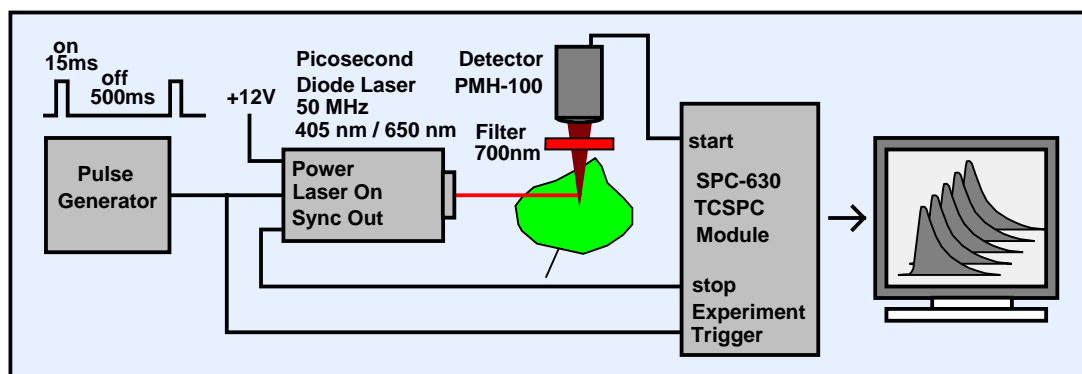 on
15ms
off
500ms
+12V
Pulse
Generator
Picosecond
Diode Laser
50 MHz
405 nm / 650 nm
Power
Laser On
Sync Out
Detector
PMH-100
Filter
700nm
start
SPC-630
TCSPC
Module
stop
Experiment
Trigger